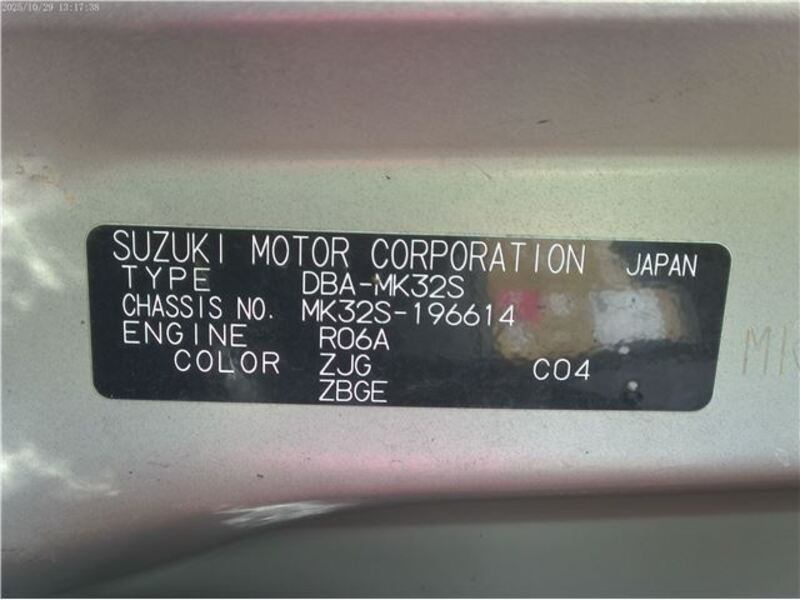 2025/10/29 13:17:38
SUZUKI MOTOR CORPORATION JAPAN
TYPE DBA-MK32S
CHASSIS NO. MK32S-196614
ENGINE R06A
COLOR ZJG C04
ZBGE
MK